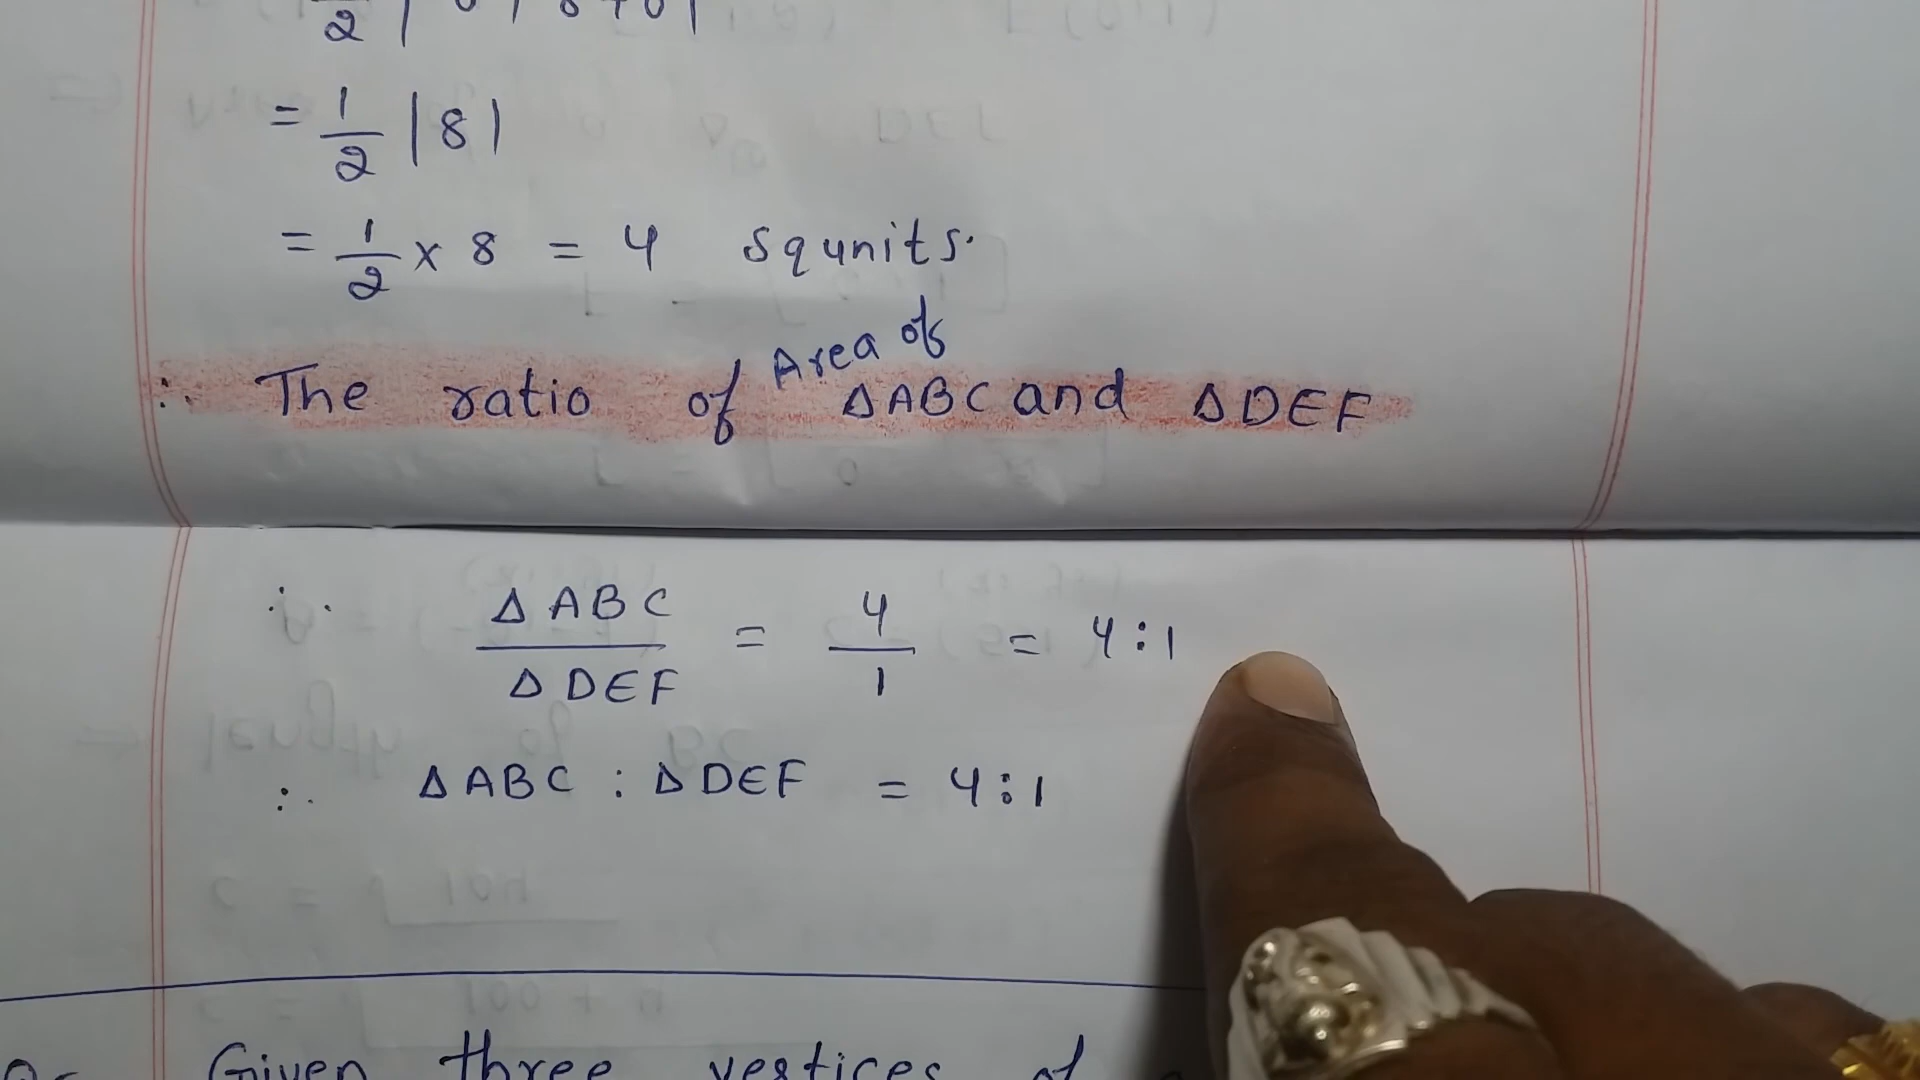 = 1/2 |8|
= 1/2 x 8 = 4 squnits.
∴ The ratio of Area of ΔABC and ΔDEF
∴ ΔABC/ΔDEF = 4/1 = 4:1
∴ ΔABC : ΔDEF = 4:1
Given three vertices of